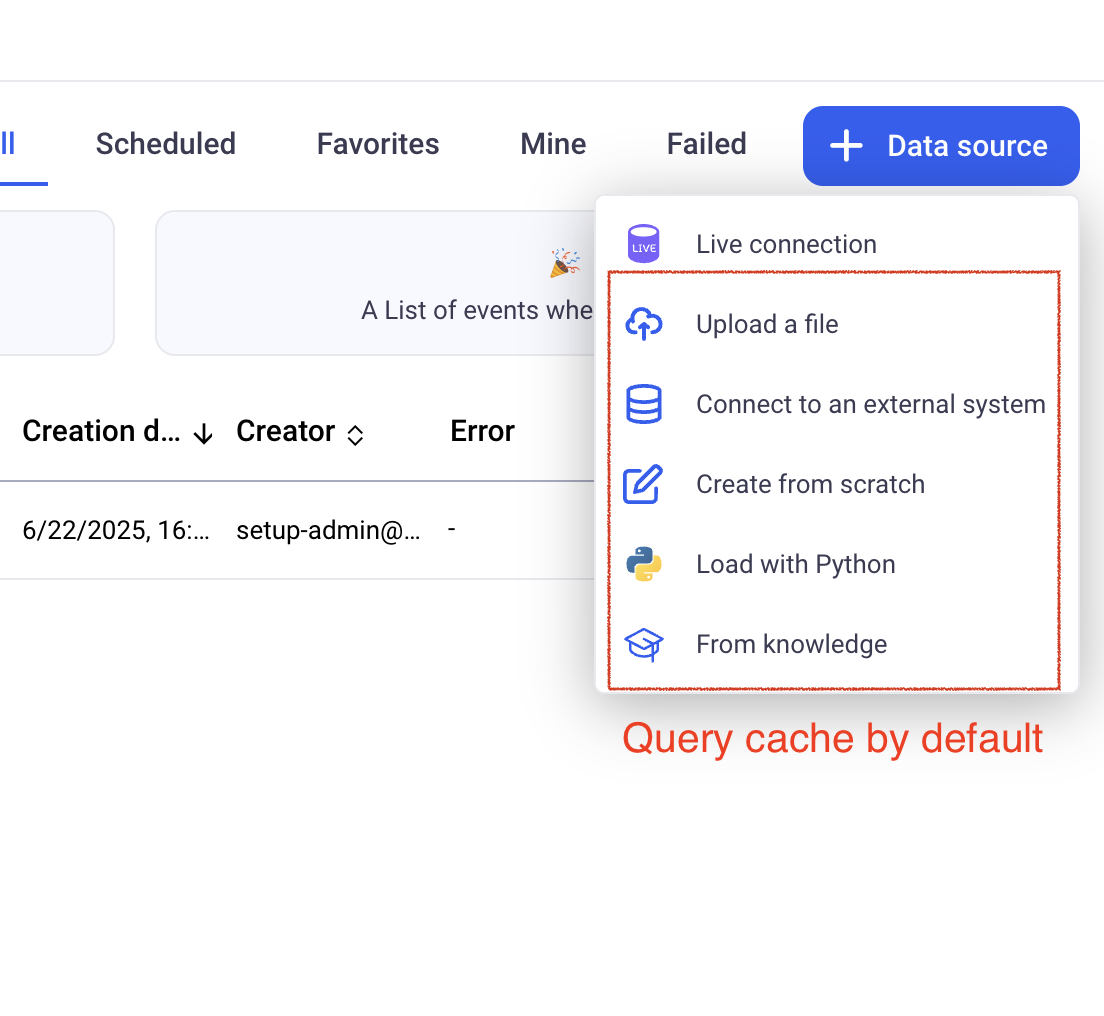 ll Scheduled Favorites Mine Failed + Data source
LIVE Live connection
A List of events whe
Upload a file
Connect to an external system
Creation d... Creator Error
Create from scratch
6/22/2025, 16:... setup-admin@... -
Load with Python
From knowledge
Query cache by default